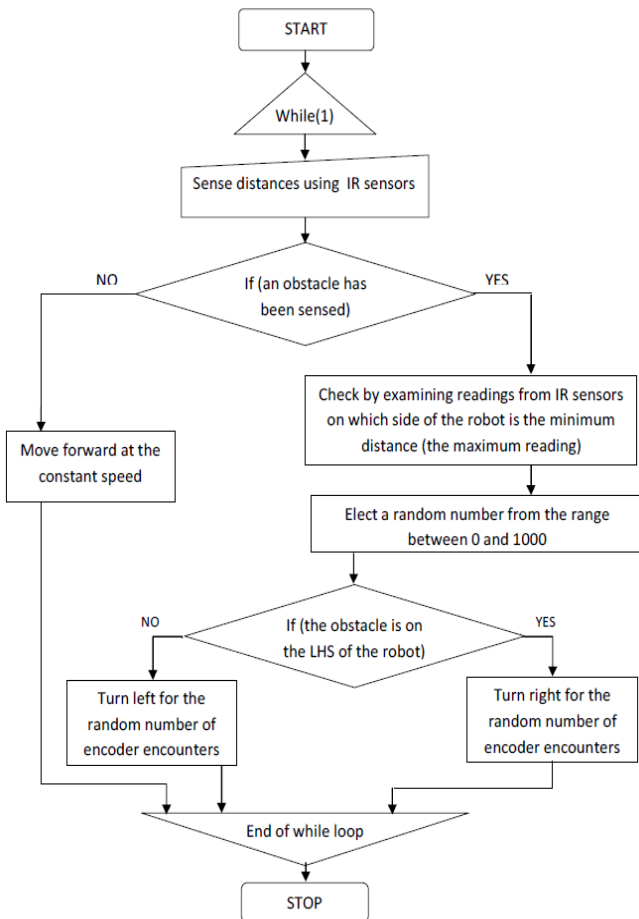 START
While(1)
Sense distances using IR sensors
NO
YES
If (an obstacle has
been sensed)
Check by examining readings from IR sensors
on which side of the robot is the minimum
distance (the maximum reading)
Move forward at the
constant speed
Elect a random number from the range
between 0 and 1000
NO
YES
If (the obstacle is on
the LHS of the robot)
Turn left for the
random number of
encoder encounters
Turn right for the
random number of
encoder encounters
End of while loop
STOP